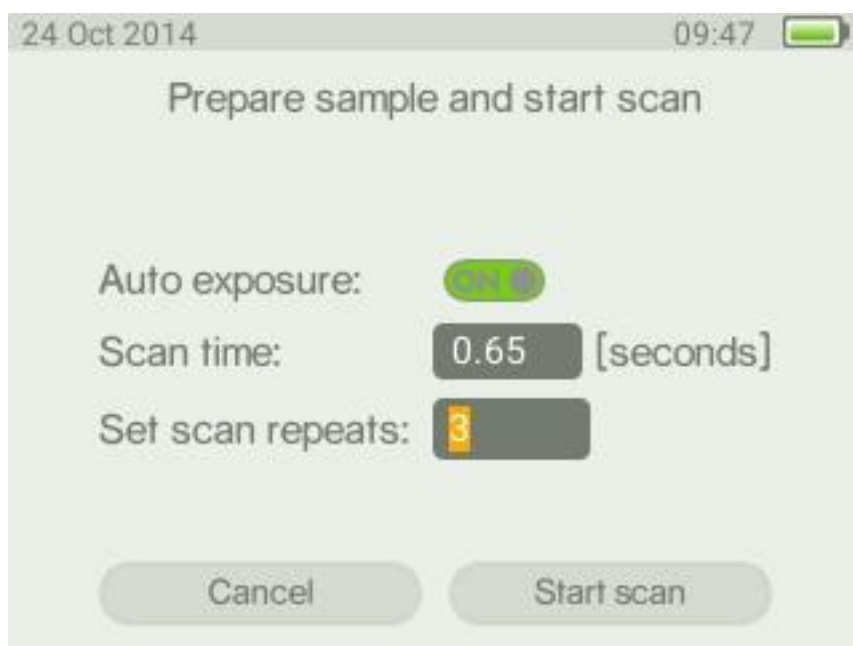 24 Oct 2014 09:47
Prepare sample and start scan
Auto exposure: ON
Scan time: 0.65 [seconds]
Set scan repeats: 3
Cancel Start scan